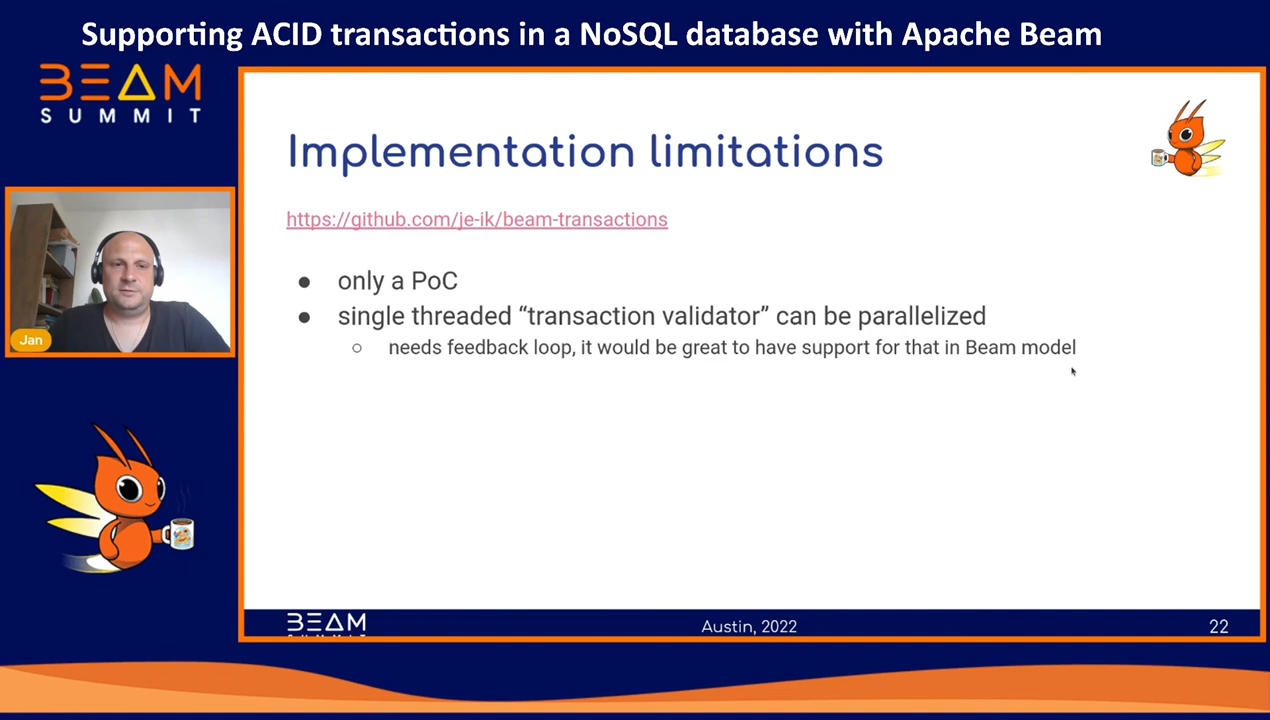 Supporting ACID transactions in a NoSQL database with Apache Beam
BEAM
SUMMIT
Implementation limitations
https://github.com/je-ik/beam-transactions
● only a PoC
● single threaded “transaction validator” can be parallelized
○ needs feedback loop, it would be great to have support for that in Beam model
Jan
BEAM
Austin, 2022
22